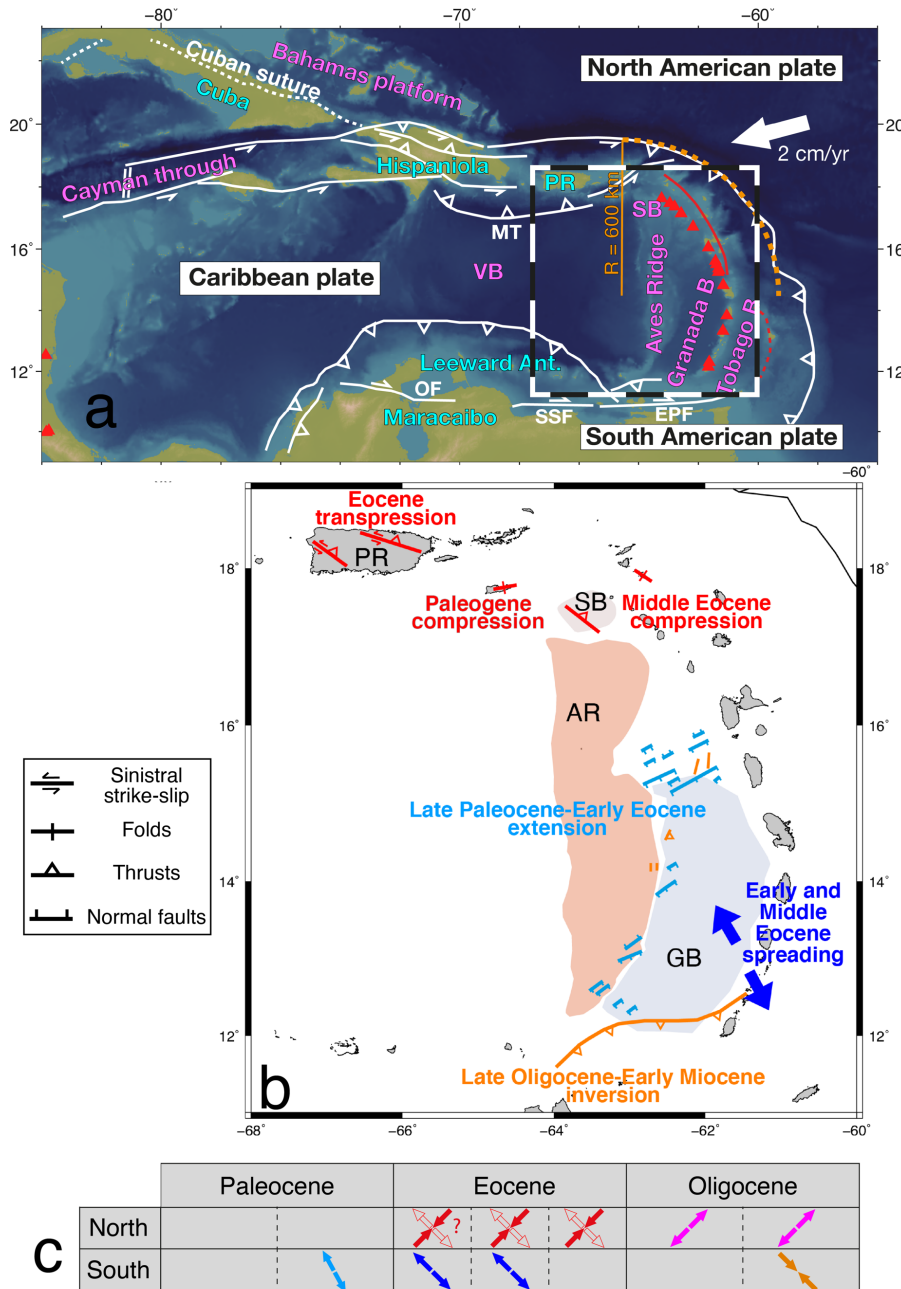 −80°
−70°
−60°
North American plate
Bahamas platform
Cuban suture
Cuba
20°
2 cm/yr
Hispaniola
Cayman through
PR
SB
R = 600 km
MT
16°
Caribbean plate
VB
Aves Ridge
Granada B
Tobago B
Leeward Ant.
12°
OF
Maracaibo
SSF
EPF
South American plate
a
−60°
Eocene
transpression
PR
18°
18°
Paleogene
compression
SB
Middle Eocene
compression
AR
16°
16°
Sinistral
strike-slip
Folds
Thrusts
Normal faults
Late Paleocene-Early Eocene
extension
14°
14°
Early and
Middle
Eocene
spreading
GB
12°
12°
Late Oligocene-Early Miocene
inversion
b
−68°
−66°
−64°
−62°
−60°
Paleocene
Eocene
Oligocene
c
North
?
South